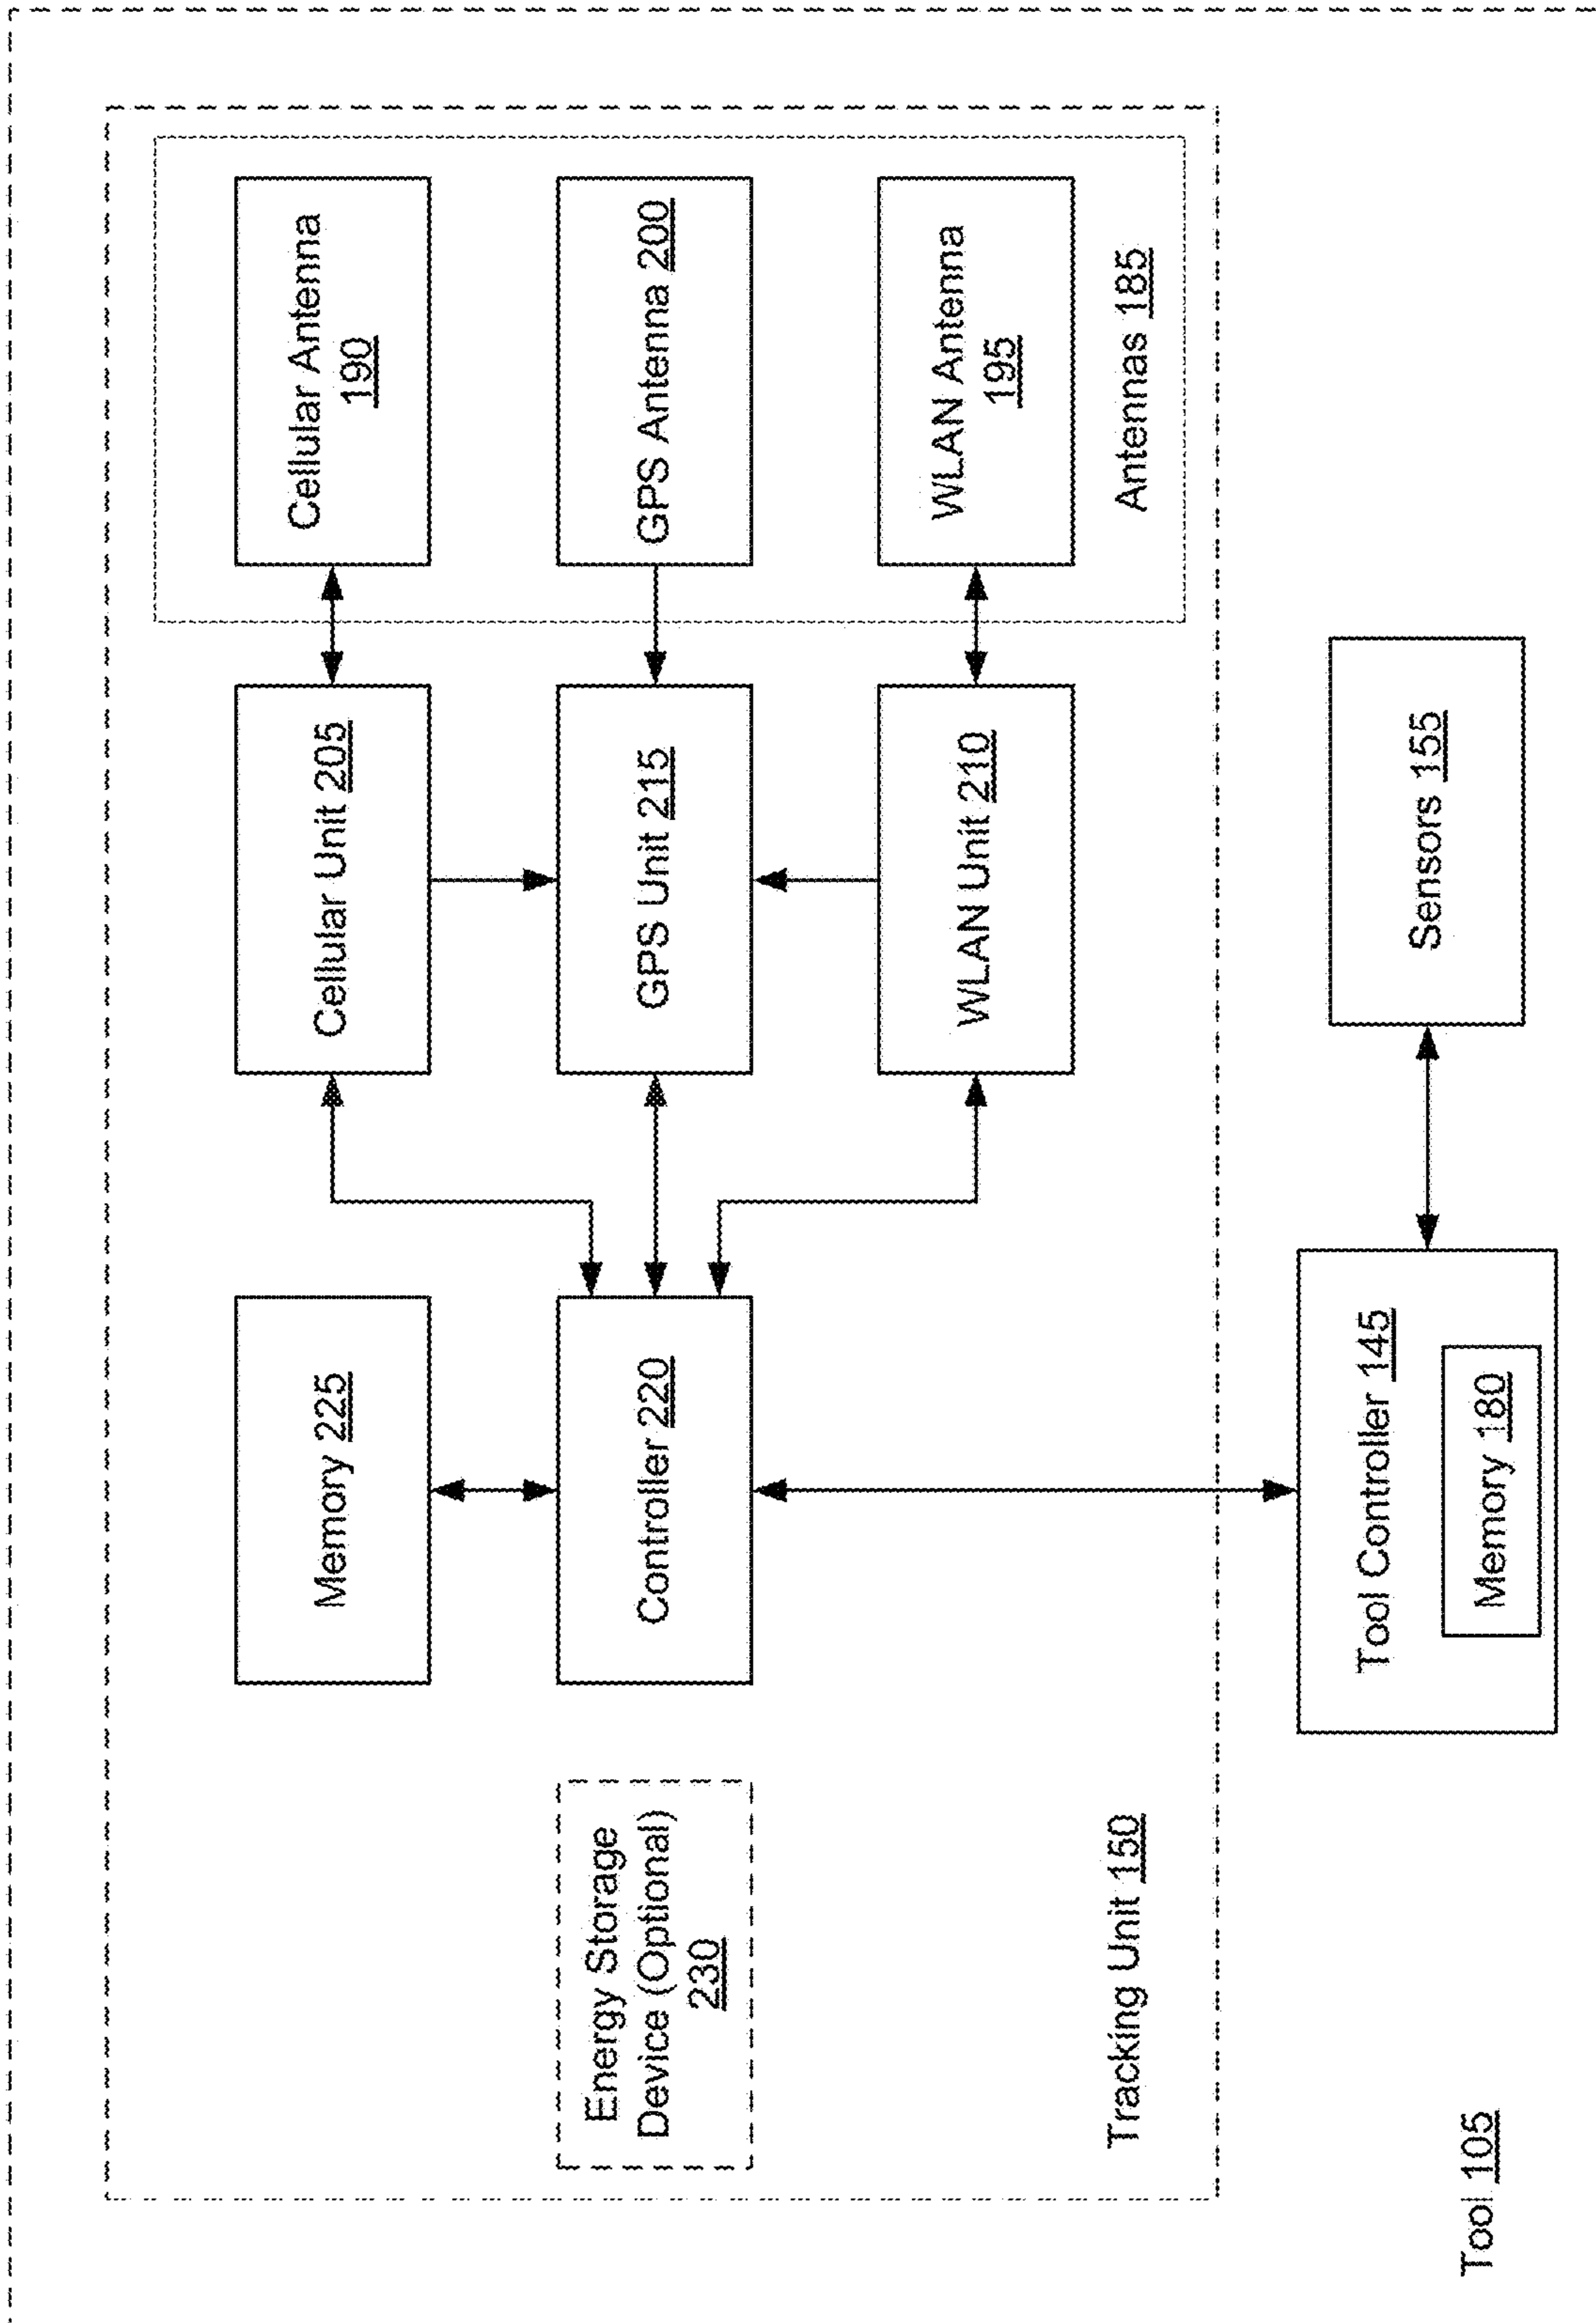 Memory 225
Cellular Unit 205
Cellular Antenna
190
Energy Storage
Device (Optional)
230
Controller 220
GPS Unit 215
GPS Antenna 200
WLAN Unit 210
WLAN Antenna
195
Tracking Unit 150
Antennas 185
Tool Controller 145
Memory 180
Sensors 155
Tool 105